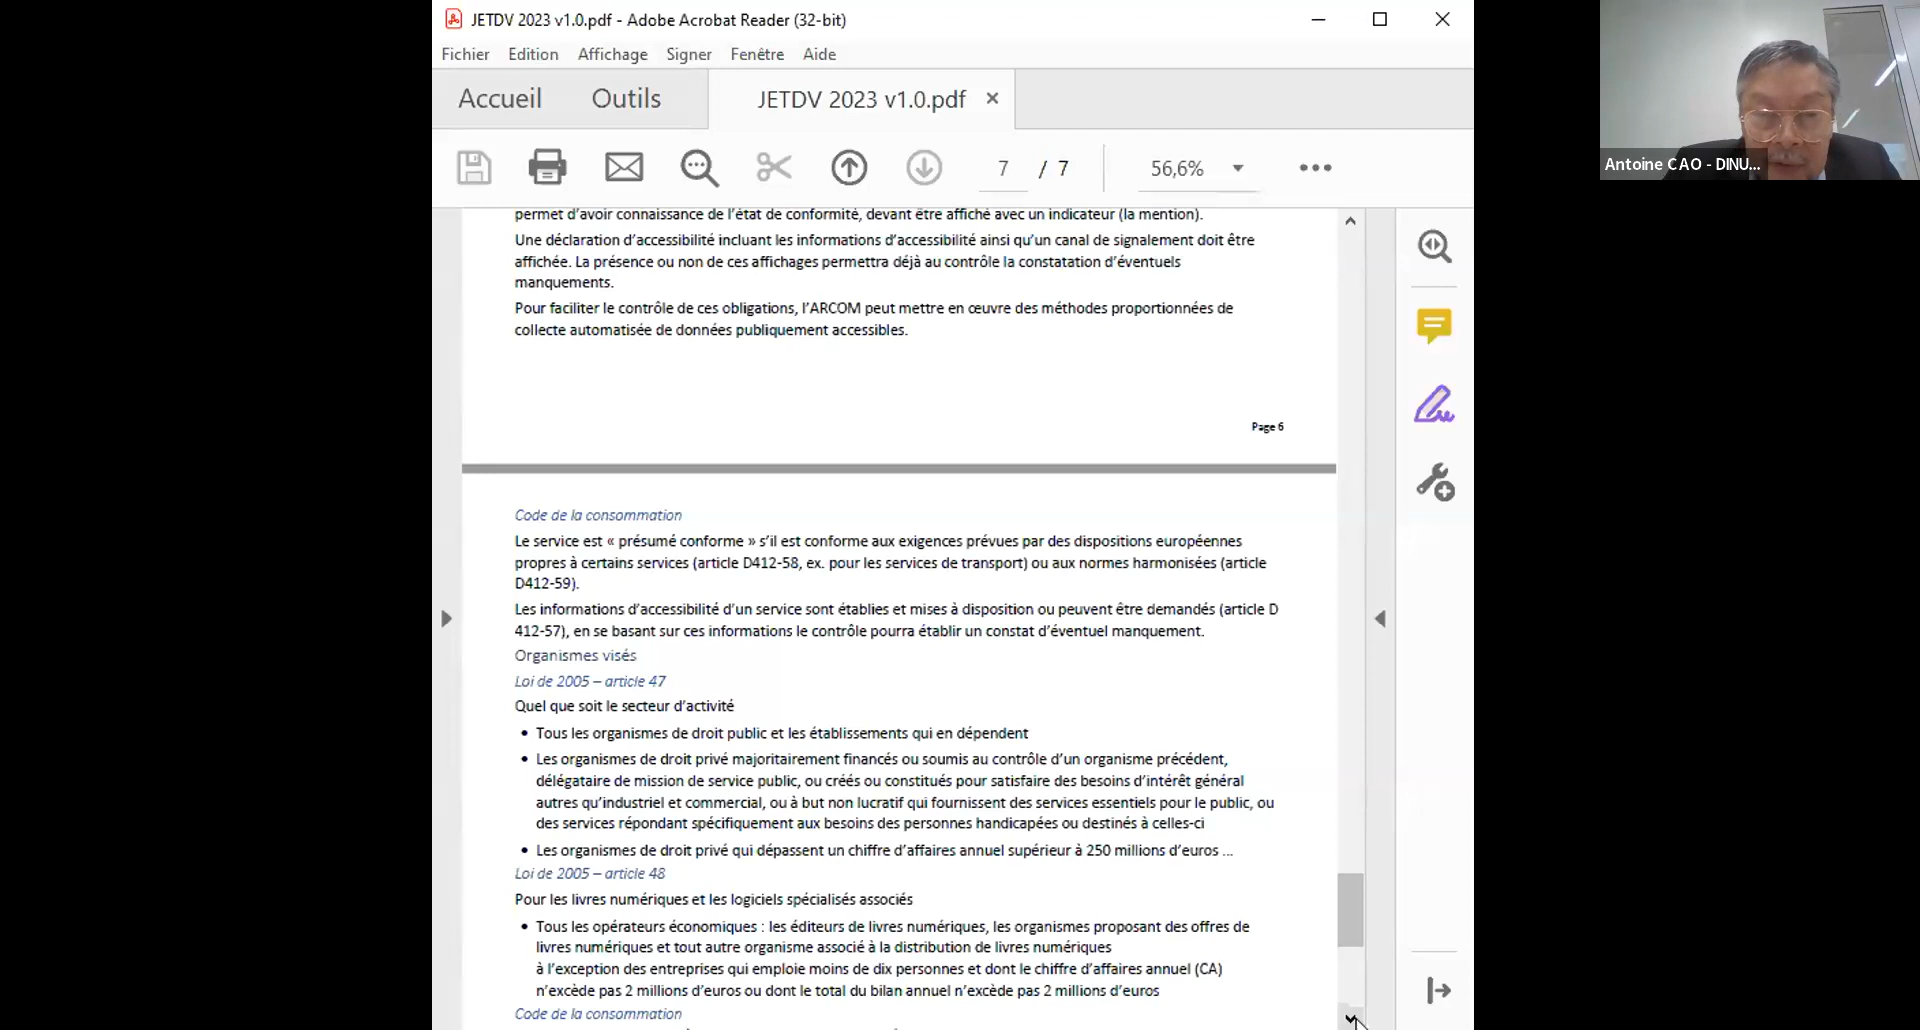 JETDV 2023 v1.0.pdf - Adobe Acrobat Reader (32-bit)
Fichier Edition Affichage Signer Fenêtre Aide
Accueil Outils JETDV 2023 v1.0.pdf
7 / 7 56,6%
Antoine CAO - DINU...
permet d’avoir connaissance de l’état de conformité, devant être affiché avec un indicateur (la mention).
Une déclaration d’accessibilité incluant les informations d’accessibilité ainsi qu’un canal de signalement doit être
affichée. La présence ou non de ces affichages permettra déjà au contrôle la constatation d’éventuels
manquements.
Pour faciliter le contrôle de ces obligations, l’ARCOM peut mettre en œuvre des méthodes proportionnées de
collecte automatisée de données publiquement accessibles.
Page 6
Code de la consommation
Le service est « présumé conforme » s’il est conforme aux exigences prévues par des dispositions européennes
propres à certains services (article D412-58, ex. pour les services de transport) ou aux normes harmonisées (article
D412-59).
Les informations d’accessibilité d’un service sont établies et mises à disposition ou peuvent être demandés (article D
412-57), en se basant sur ces informations le contrôle pourra établir un constat d’éventuel manquement.
Organismes visés
Loi de 2005 – article 47
Quel que soit le secteur d’activité
• Tous les organismes de droit public et les établissements qui en dépendent
• Les organismes de droit privé majoritairement financés ou soumis au contrôle d’un organisme précédent,
délégataire de mission de service public, ou créés ou constitués pour satisfaire des besoins d’intérêt général
autres qu’industriel et commercial, ou à but non lucratif qui fournissent des services essentiels pour le public, ou
des services répondant spécifiquement aux besoins des personnes handicapées ou destinés à celles-ci
• Les organismes de droit privé qui dépassent un chiffre d’affaires annuel supérieur à 250 millions d’euros ...
Loi de 2005 – article 48
Pour les livres numériques et les logiciels spécialisés associés
• Tous les opérateurs économiques : les éditeurs de livres numériques, les organismes proposant des offres de
livres numériques et tout autre organisme associé à la distribution de livres numériques
à l’exception des entreprises qui emploie moins de dix personnes et dont le chiffre d’affaires annuel (CA)
n’excède pas 2 millions d’euros ou dont le total du bilan annuel n’excède pas 2 millions d’euros
Code de la consommation